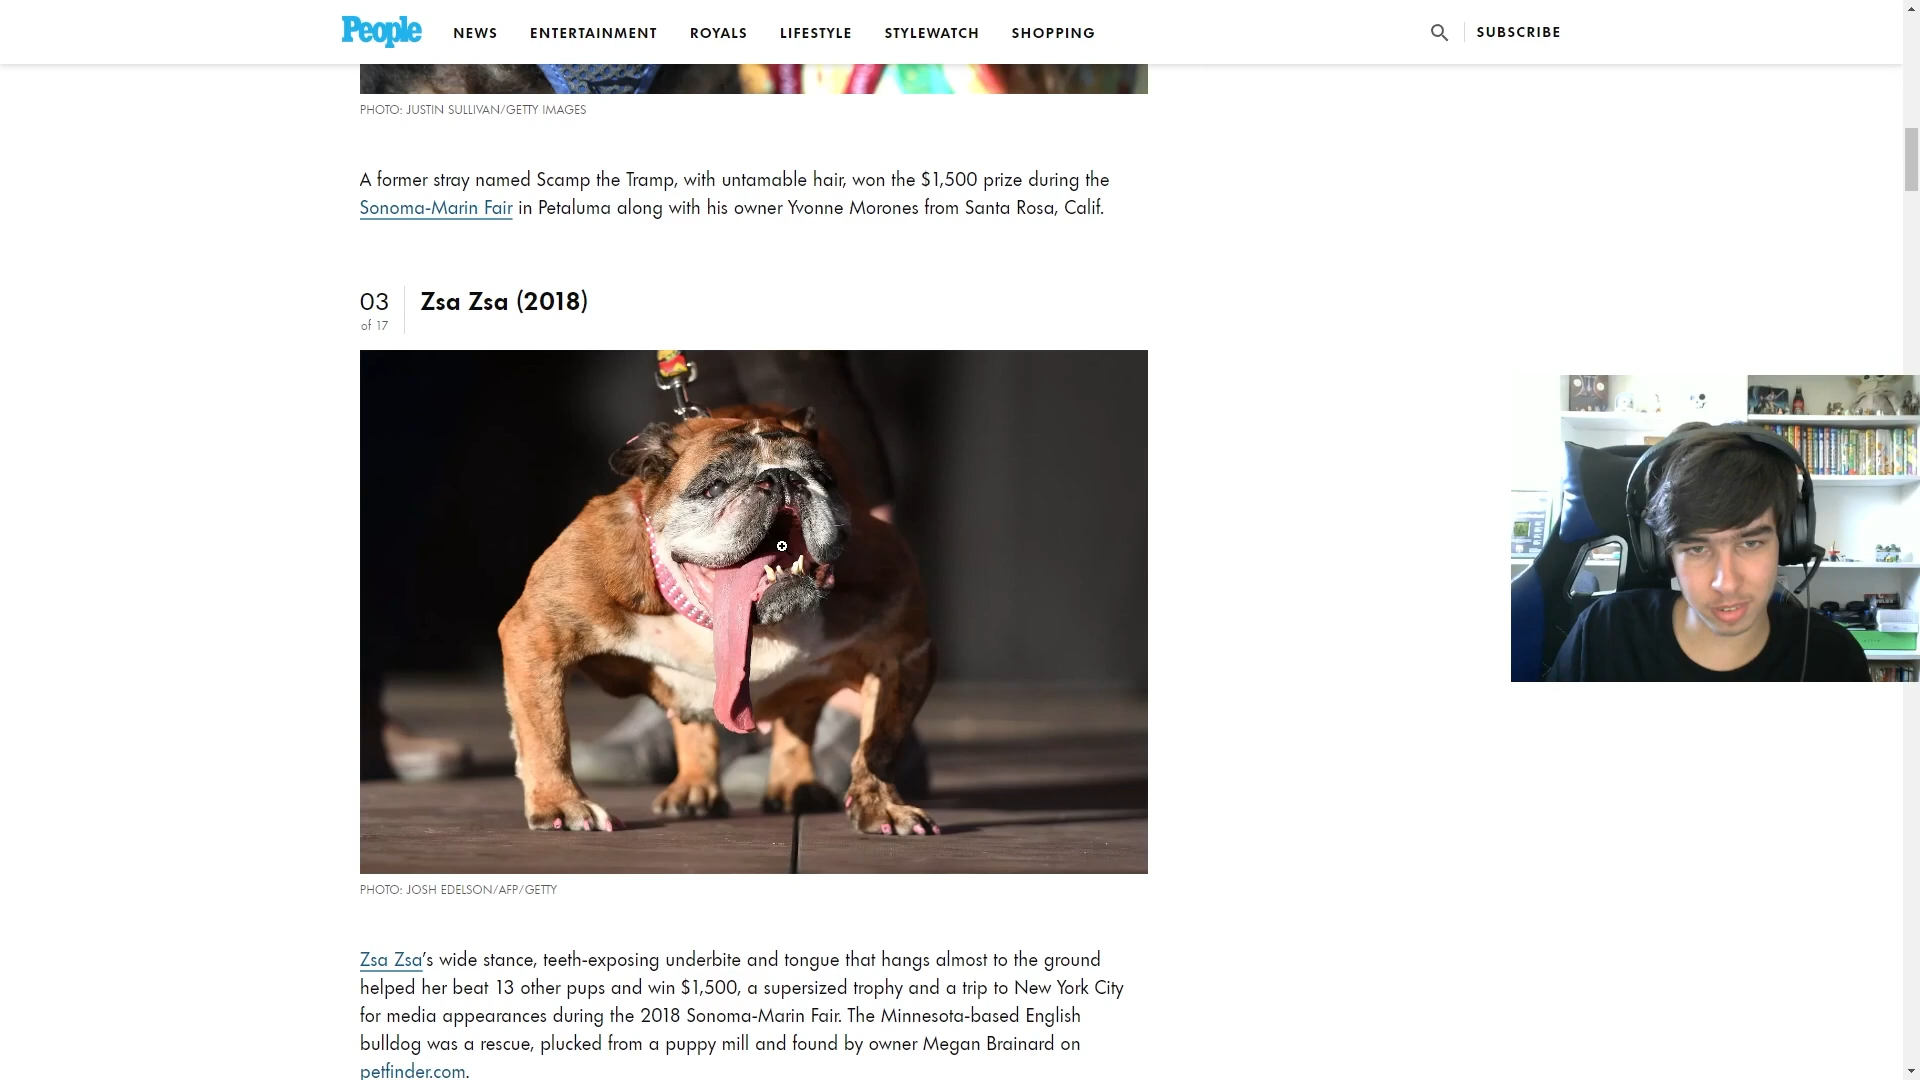 People NEWS ENTERTAINMENT ROYALS LIFESTYLE STYLEWATCH SHOPPING SUBSCRIBE
PHOTO: JUSTIN SULLIVAN/GETTY IMAGES
A former stray named Scamp the Tramp, with untamable hair, won the $1,500 prize during the
Sonoma-Marin Fair in Petaluma along with his owner Yvonne Morones from Santa Rosa, Calif.
03
of 17
Zsa Zsa (2018)
PHOTO: JOSH EDELSON/AFP/GETTY
Zsa Zsa's wide stance, teeth-exposing underbite and tongue that hangs almost to the ground
helped her beat 13 other pups and win $1,500, a supersized trophy and a trip to New York City
for media appearances during the 2018 Sonoma-Marin Fair. The Minnesota-based English
bulldog was a rescue, plucked from a puppy mill and found by owner Megan Brainard on
petfinder.com.